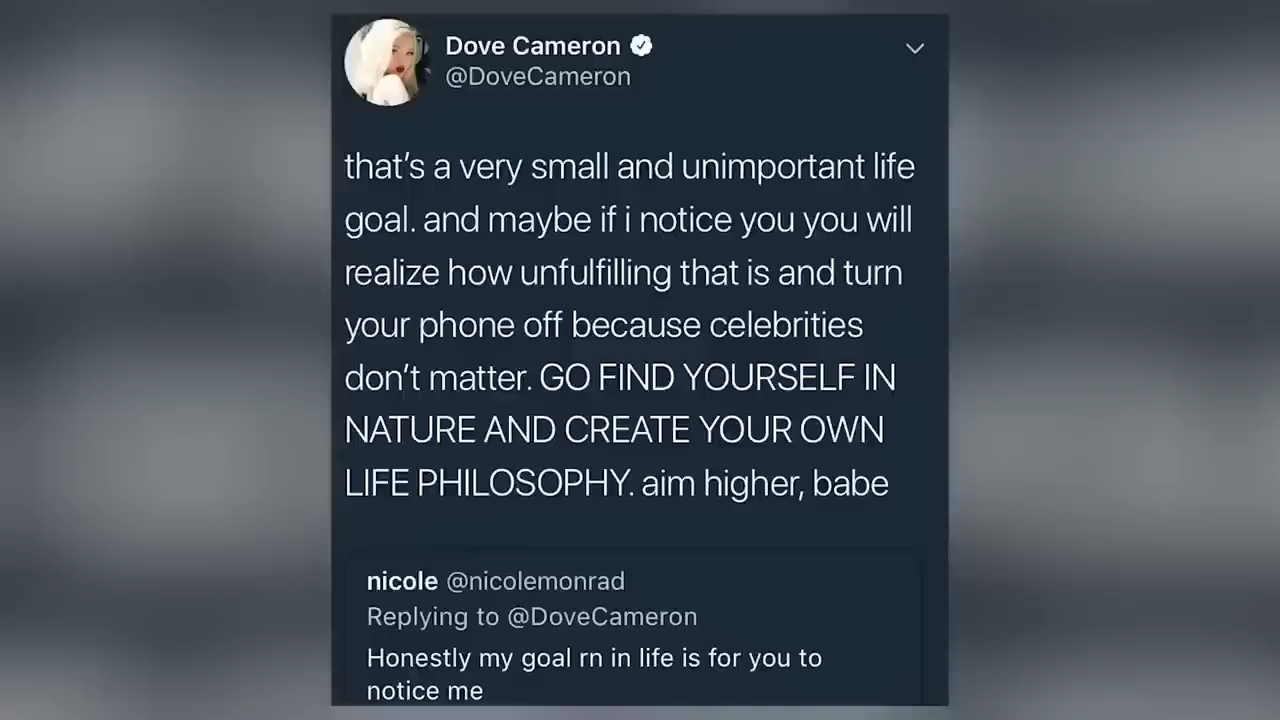 Dove Cameron
@DoveCameron
that's a very small and unimportant life
goal. and maybe if i notice you you will
realize how unfulfilling that is and turn
your phone off because celebrities
don't matter. GO FIND YOURSELF IN
NATURE AND CREATE YOUR OWN
LIFE PHILOSOPHY. aim higher, babe
nicole @nicolemonrad
Replying to @DoveCameron
Honestly my goal rn in life is for you to
notice me